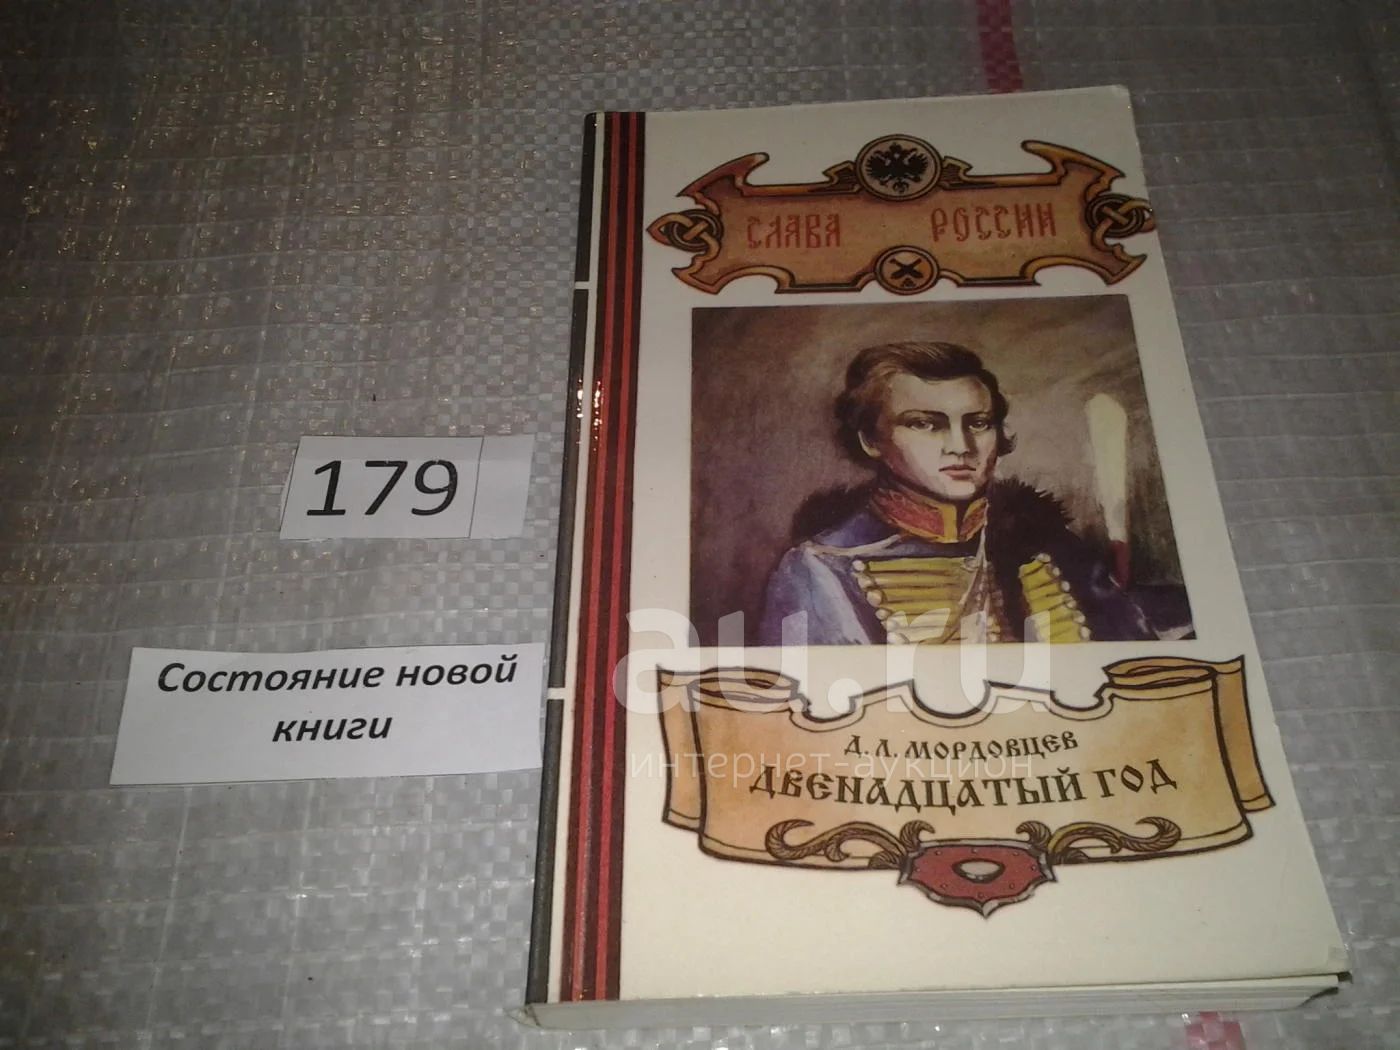 СЛАВА РОССИИ
179
Состояние новой
книги
au.ru
интернет-аукцион
Д. Л. МОРДОВЦЕВ
ДВЕНАДЦАТЫЙ ГОД